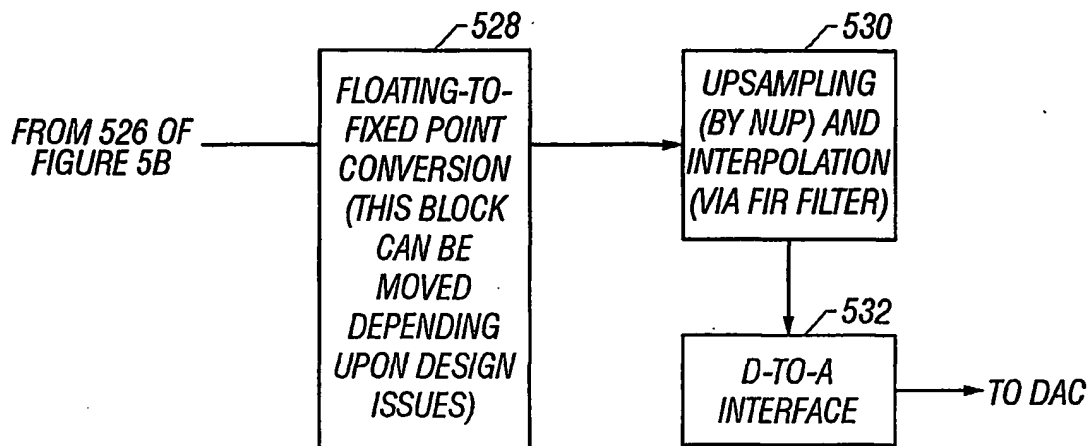 FROM 526 OF
FIGURE 5B
528
FLOATING-TO-
FIXED POINT
CONVERSION
(THIS BLOCK
CAN BE
MOVED
DEPENDING
UPON DESIGN
ISSUES)
530
UPSAMPLING
(BY NUP) AND
INTERPOLATION
(VIA FIR FILTER)
532
D-TO-A
INTERFACE
TO DAC